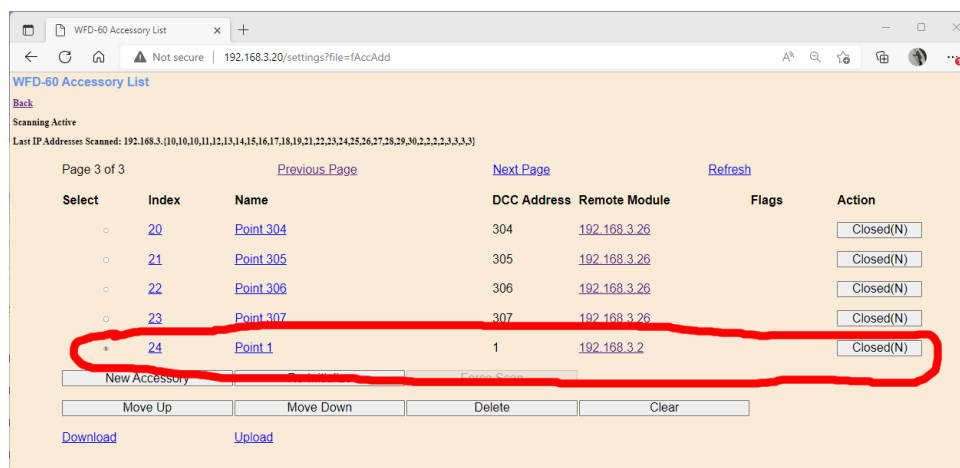 WFD-60 Accessory List
Not secure | 192.168.3.20/settings?file=fAccAdd
WFD-60 Accessory List
Back
Scanning Active
Last IP Addresses Scanned: 192.168.3.{10,10,10,11,12,13,14,15,16,17,18,19,21,22,23,24,25,26,27,28,29,30,2,2,2,2,3,3,3,3}
Page 3 of 3 Previous Page Next Page Refresh
Select Index Name DCC Address Remote Module Flags Action
20 Point 304 304 192.168.3.26 Closed(N)
21 Point 305 305 192.168.3.26 Closed(N)
22 Point 306 306 192.168.3.26 Closed(N)
23 Point 307 307 192.168.3.26 Closed(N)
24 Point 1 1 192.168.3.2 Closed(N)
New Accessory Re-Initialize Force Scan
Move Up Move Down Delete Clear
Download Upload